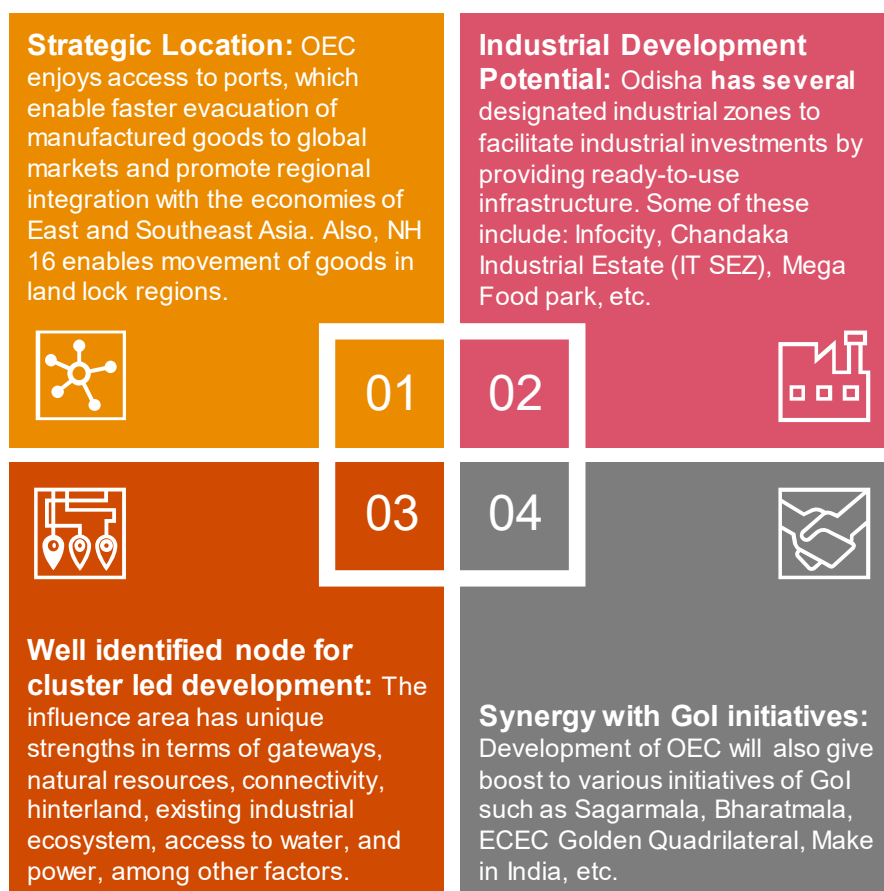 Strategic Location: OEC
enjoys access to ports, which
enable faster evacuation of
manufactured goods to global
markets and promote regional
integration with the economies of
East and Southeast Asia. Also, NH
16 enables movement of goods in
land lock regions.
01
Industrial Development
Potential: Odisha has several
designated industrial zones to
facilitate industrial investments by
providing ready-to-use
infrastructure. Some of these
include: Infocity, Chandaka
Industrial Estate (IT SEZ), Mega
Food park, etc.
02
03
Well identified node for
cluster led development: The
influence area has unique
strengths in terms of gateways,
natural resources, connectivity,
hinterland, existing industrial
ecosystem, access to water, and
power, among other factors.
04
Synergy with GoI initiatives:
Development of OEC will also give
boost to various initiatives of GoI
such as Sagarmala, Bharatmala,
ECEC Golden Quadrilateral, Make
in India, etc.